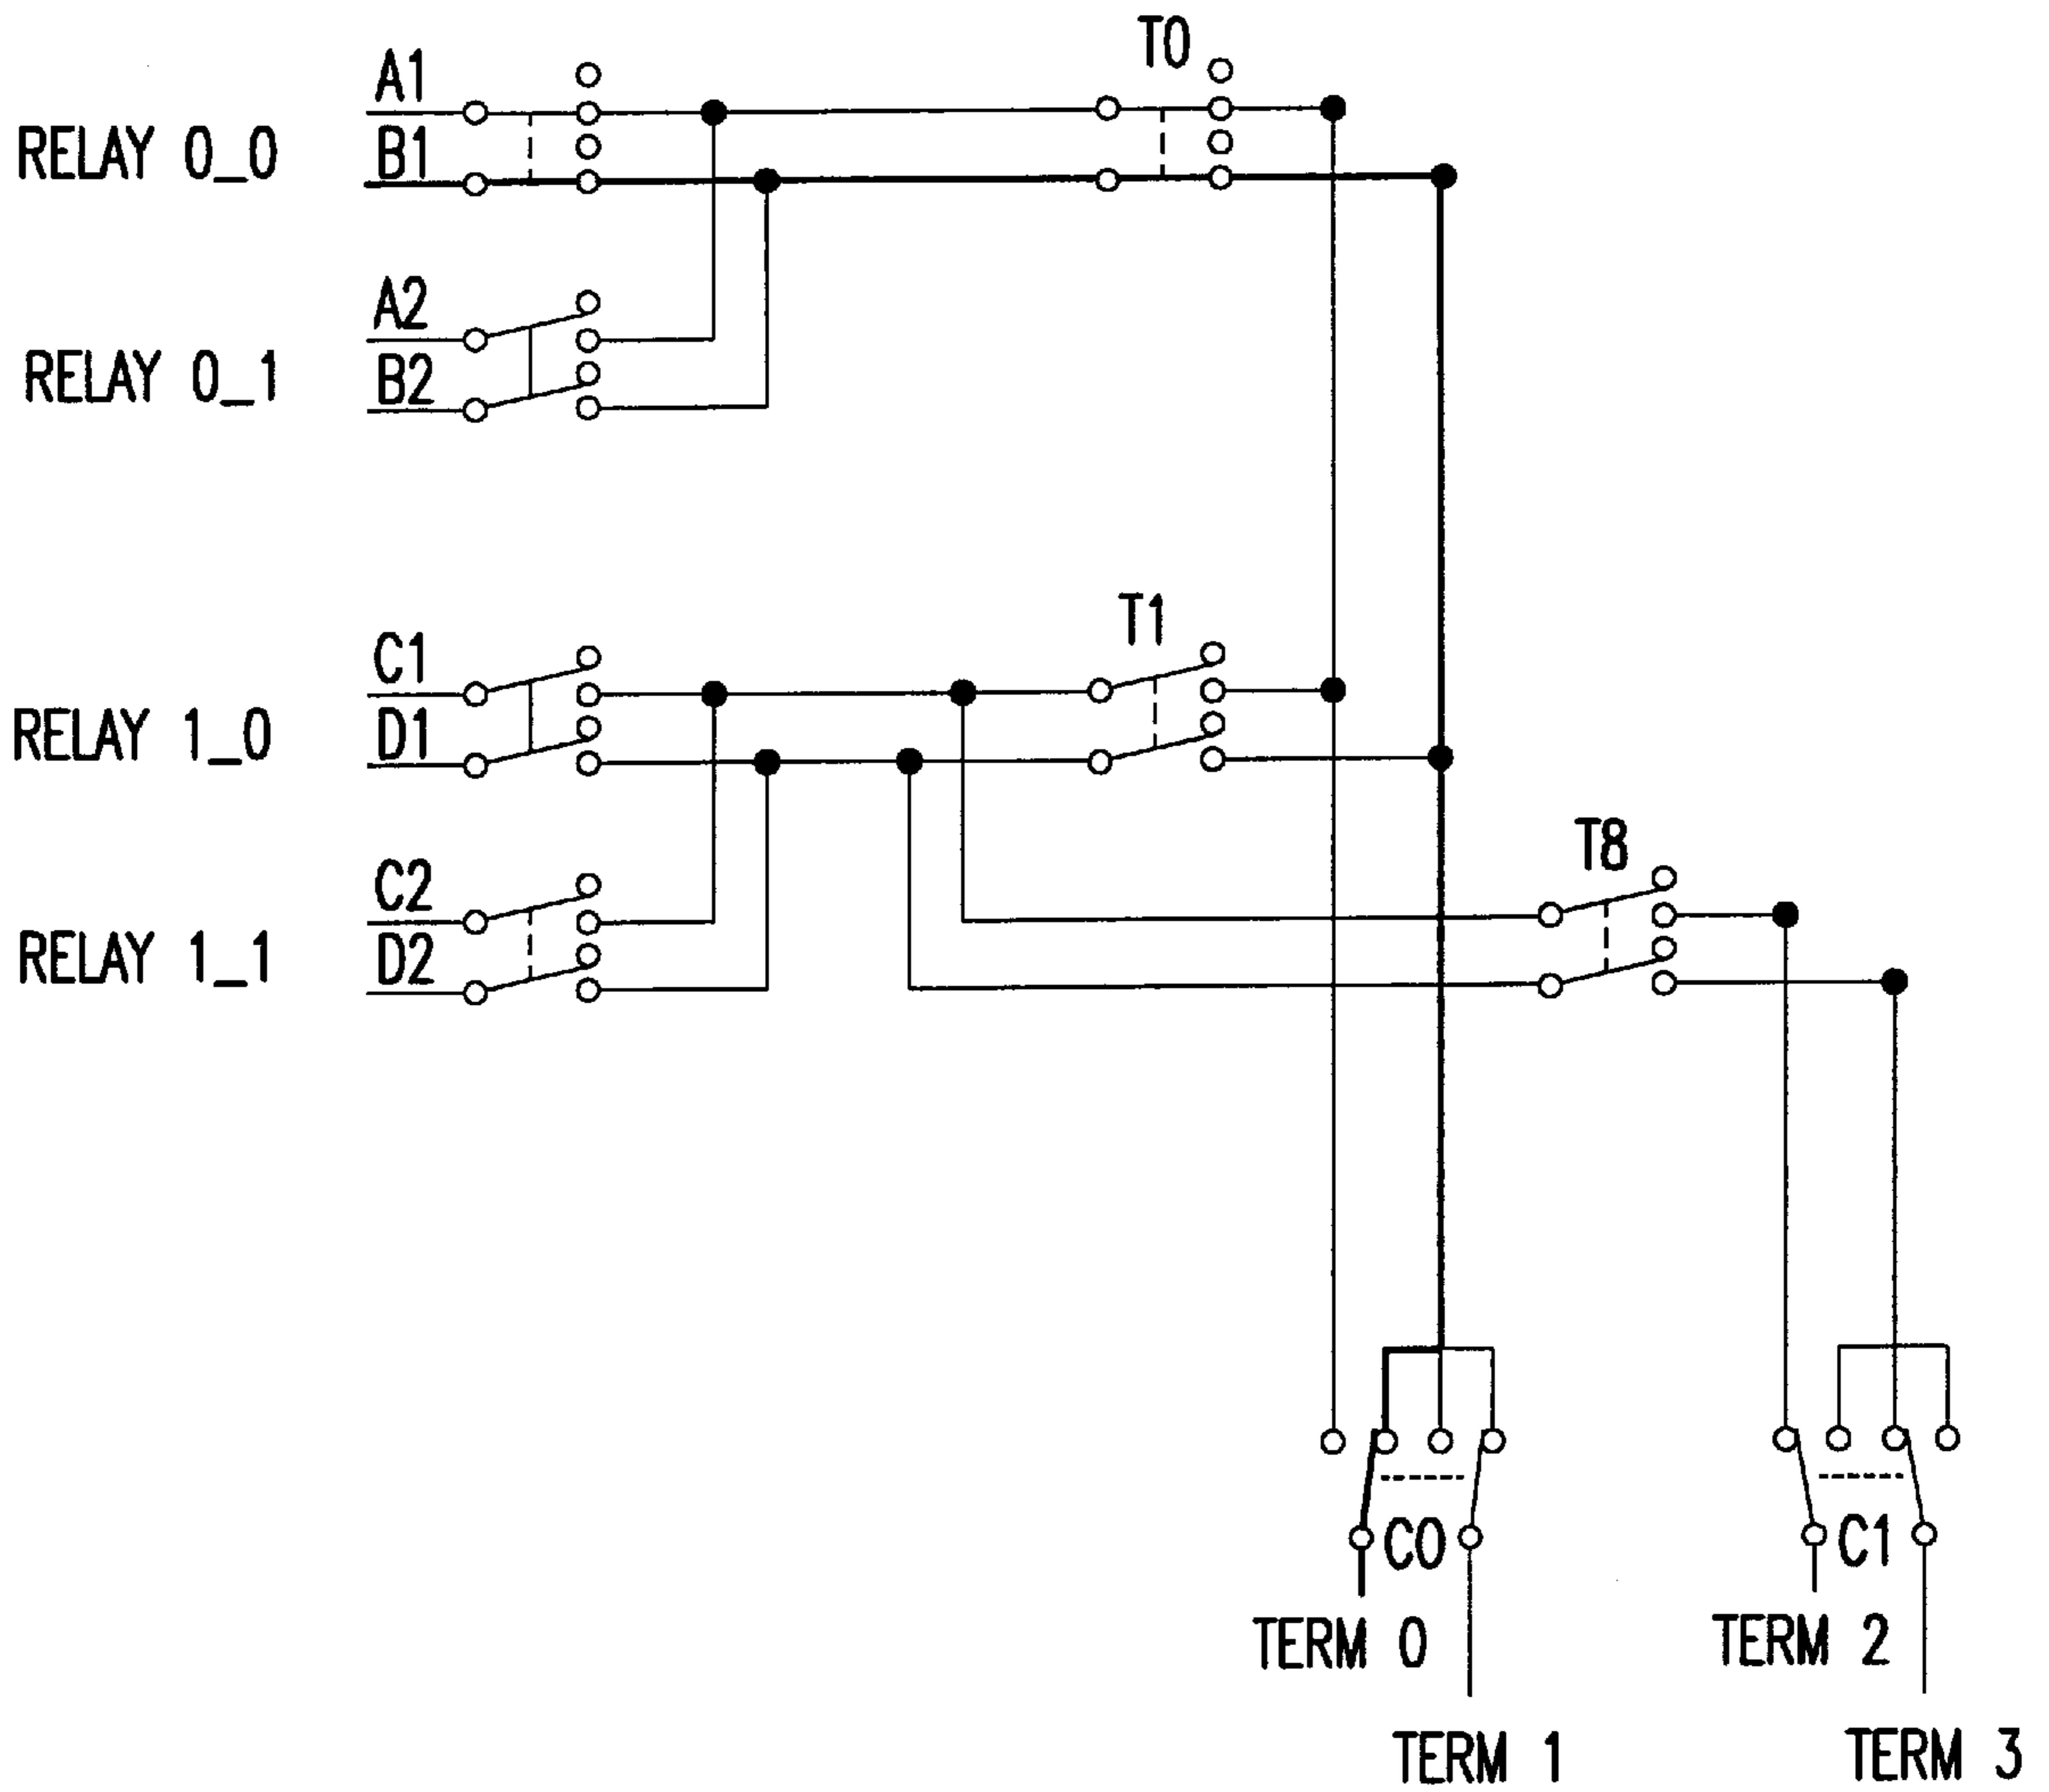 T0
A1
RELAY 0_0
B1
A2
RELAY 0_1
B2
T1
C1
RELAY 1_0
D1
T8
C2
RELAY 1_1
D2
C0
C1
TERM 0
TERM 2
TERM 1
TERM 3